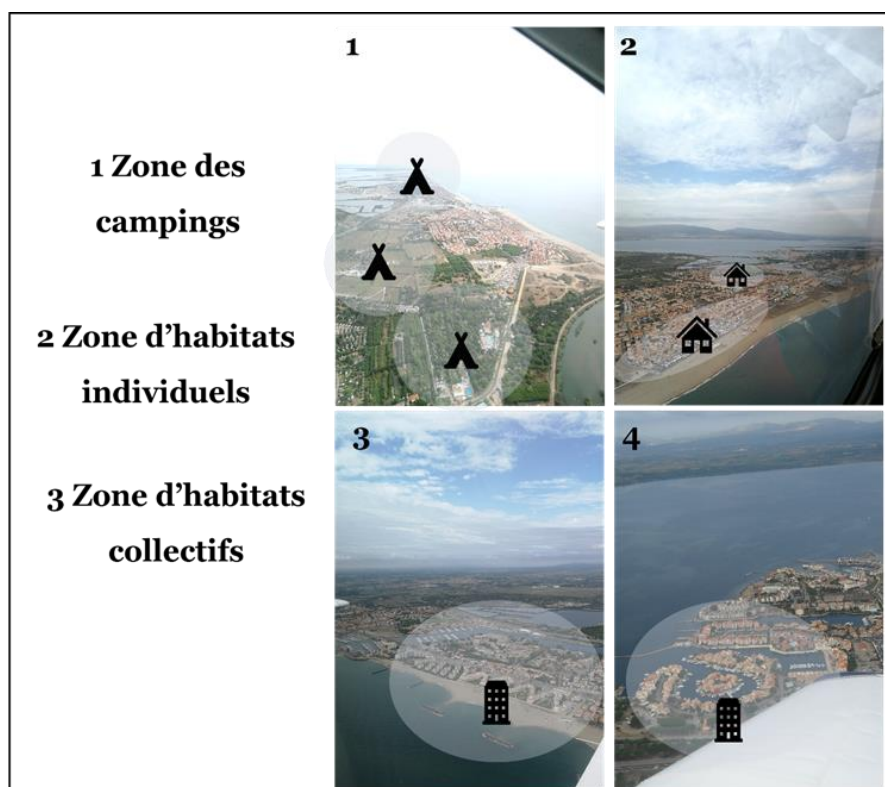 1 Zone des
campings
2 Zone d’habitats
individuels
3 Zone d’habitats
collectifs
1
2
3
4